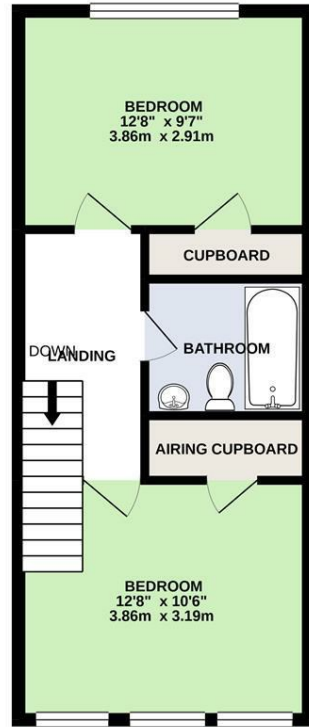 BEDROOM
12'8" x 9'7"
3.86m x 2.91m
CUPBOARD
DOWN
LANDING
BATHROOM
AIRING CUPBOARD
BEDROOM
12'8" x 10'6"
3.86m x 3.19m